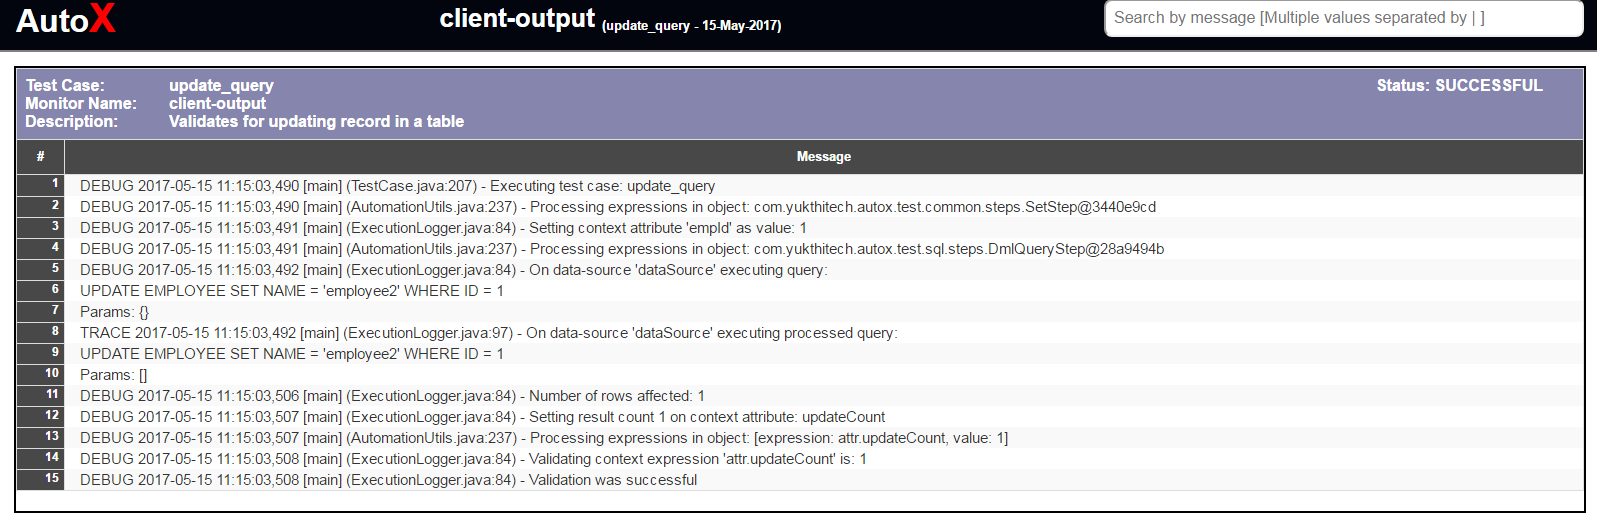 AutoX
client-output (update_query - 15-May-2017)
Search by message [Multiple values separated by | ]
Test Case: update_query Status: SUCCESSFUL
Monitor Name: client-output
Description: Validates for updating record in a table
# Message
1 DEBUG 2017-05-15 11:15:03,490 [main] (TestCase.java:207) - Executing test case: update_query
2 DEBUG 2017-05-15 11:15:03,490 [main] (AutomationUtils.java:237) - Processing expressions in object: com.yukthitech.autox.test.common.steps.SetStep@3440e9cd
3 DEBUG 2017-05-15 11:15:03,491 [main] (ExecutionLogger.java:84) - Setting context attribute 'empId' as value: 1
4 DEBUG 2017-05-15 11:15:03,491 [main] (AutomationUtils.java:237) - Processing expressions in object: com.yukthitech.autox.test.sql.steps.DmlQueryStep@28a9494b
5 DEBUG 2017-05-15 11:15:03,492 [main] (ExecutionLogger.java:84) - On data-source 'dataSource' executing query:
6 UPDATE EMPLOYEE SET NAME = 'employee2' WHERE ID = 1
7 Params: {}
8 TRACE 2017-05-15 11:15:03,492 [main] (ExecutionLogger.java:97) - On data-source 'dataSource' executing processed query:
9 UPDATE EMPLOYEE SET NAME = 'employee2' WHERE ID = 1
10 Params: []
11 DEBUG 2017-05-15 11:15:03,506 [main] (ExecutionLogger.java:84) - Number of rows affected: 1
12 DEBUG 2017-05-15 11:15:03,507 [main] (ExecutionLogger.java:84) - Setting result count 1 on context attribute: updateCount
13 DEBUG 2017-05-15 11:15:03,507 [main] (AutomationUtils.java:237) - Processing expressions in object: [expression: attr.updateCount, value: 1]
14 DEBUG 2017-05-15 11:15:03,508 [main] (ExecutionLogger.java:84) - Validating context expression 'attr.updateCount' is: 1
15 DEBUG 2017-05-15 11:15:03,508 [main] (ExecutionLogger.java:84) - Validation was successful